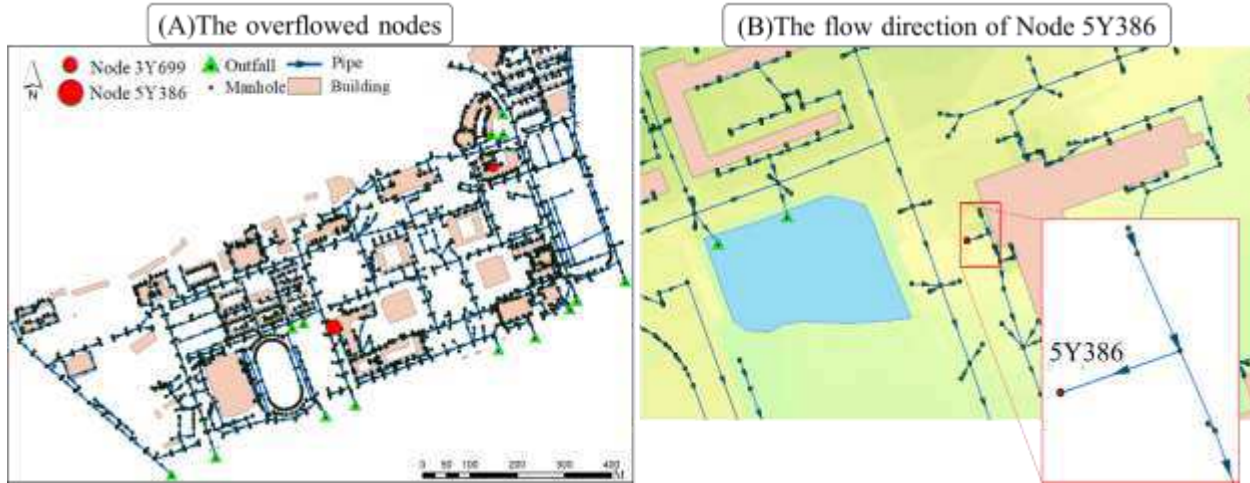 (A)The overflowed nodes
Node 3Y699
Node 5Y386
Outfall
Manhole
Pipe
Building
N
0 50 100 200 300 400
M
(B)The flow direction of Node 5Y386
5Y386